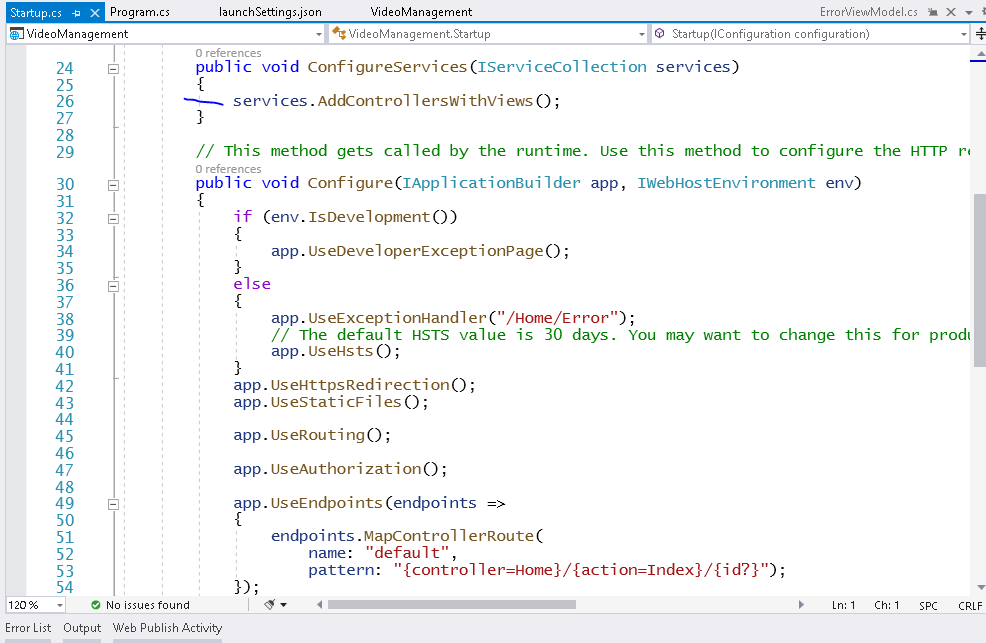 Startup.cs Program.cs launchSettings.json VideoManagement ErrorViewModel.cs
VideoManagement VideoManagement.Startup Startup(IConfiguration configuration)
0 references
24 public void ConfigureServices(IServiceCollection services)
25 {
26 services.AddControllersWithViews();
27 }
28
29 // This method gets called by the runtime. Use this method to configure the HTTP re
0 references
30 public void Configure(IApplicationBuilder app, IWebHostEnvironment env)
31 {
32 if (env.IsDevelopment())
33 {
34 app.UseDeveloperExceptionPage();
35 }
36 else
37 {
38 app.UseExceptionHandler("/Home/Error");
39 // The default HSTS value is 30 days. You may want to change this for produ
40 app.UseHsts();
41 }
42 app.UseHttpsRedirection();
43 app.UseStaticFiles();
44
45 app.UseRouting();
46
47 app.UseAuthorization();
48
49 app.UseEndpoints(endpoints =>
50 {
51 endpoints.MapControllerRoute(
52 name: "default",
53 pattern: "{controller=Home}/{action=Index}/{id?}");
54 });
120 % No issues found Ln: 1 Ch: 1 SPC CRLF
Error List Output Web Publish Activity